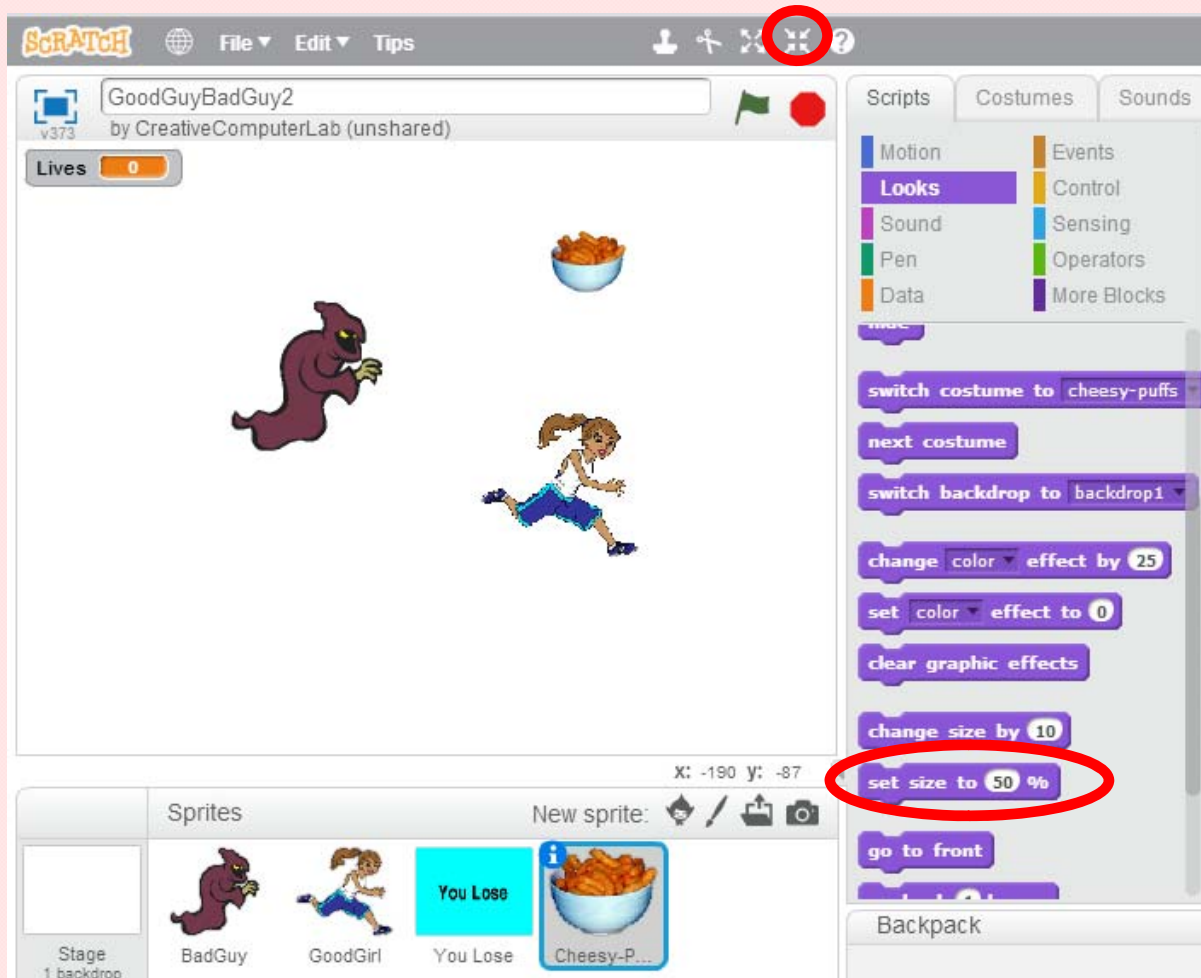 SCRATCH File Edit Tips ?
GoodGuyBadGuy2
v373
by CreativeComputerLab (unshared)
Lives 0
X: -190 y: -87
Sprites
New sprite:
Stage
1 backdrop
BadGuy
GoodGirl
You Lose
You Lose
i
Cheesy-P...
Scripts Costumes Sounds
Motion Events
Looks Control
Sound Sensing
Pen Operators
Data More Blocks
hide
switch costume to cheesy-puffs
next costume
switch backdrop to backdrop1
change color effect by 25
set color effect to 0
clear graphic effects
change size by 10
set size to 50 %
go to front
Backpack